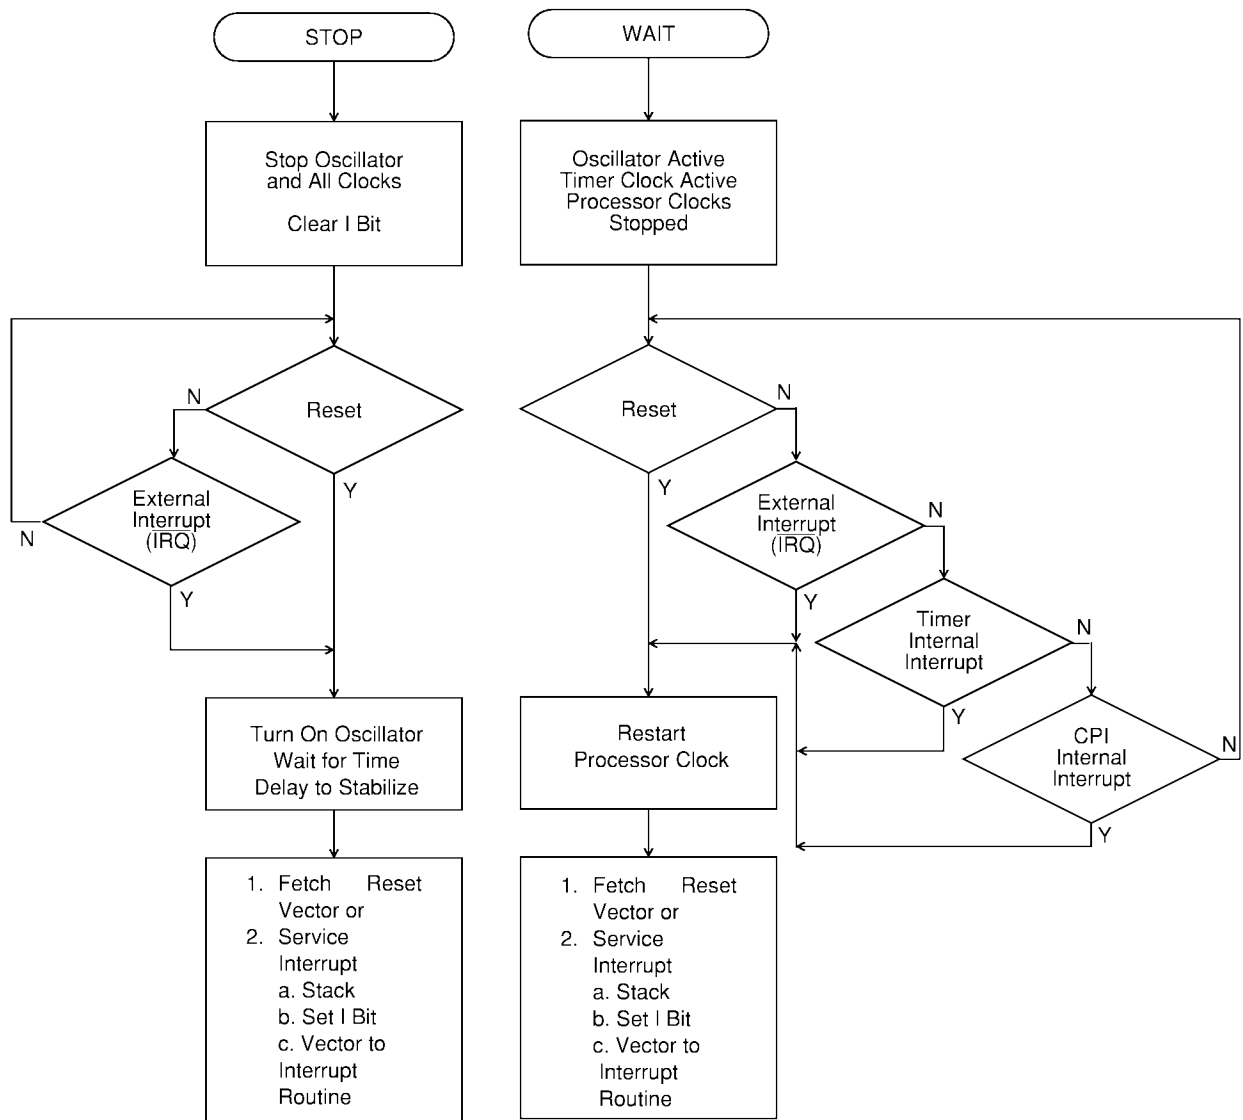 STOP
Stop Oscillator
and All Clocks
Clear I Bit
Reset
N
Y
External
Interrupt
(IRQ)
N
Y
Turn On Oscillator
Wait for Time
Delay to Stabilize
1. Fetch Reset
Vector or
2. Service
Interrupt
a. Stack
b. Set I Bit
c. Vector to
Interrupt
Routine
WAIT
Oscillator Active
Timer Clock Active
Processor Clocks
Stopped
Reset
N
Y
External
Interrupt
(IRQ)
N
Y
Timer
Internal
Interrupt
N
Y
CPI
Internal
Interrupt
N
Y
Restart
Processor Clock
1. Fetch Reset
Vector or
2. Service
Interrupt
a. Stack
b. Set I Bit
c. Vector to
Interrupt
Routine